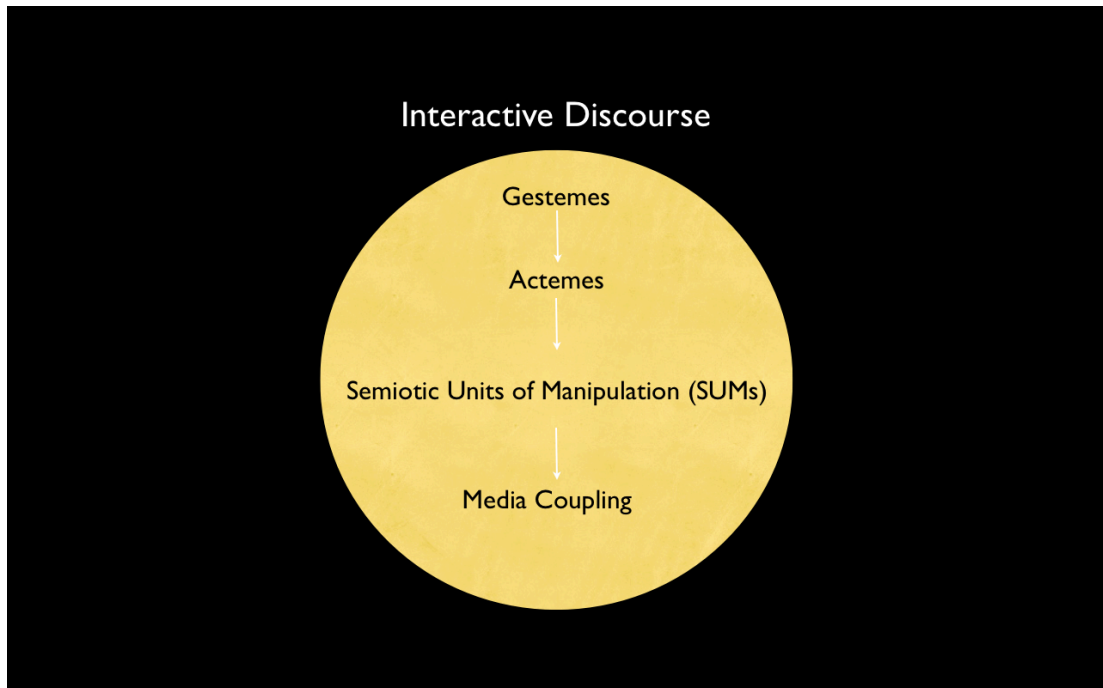 Interactive Discourse
Gestemes
Actemes
Semiotic Units of Manipulation (SUMs)
Media Coupling